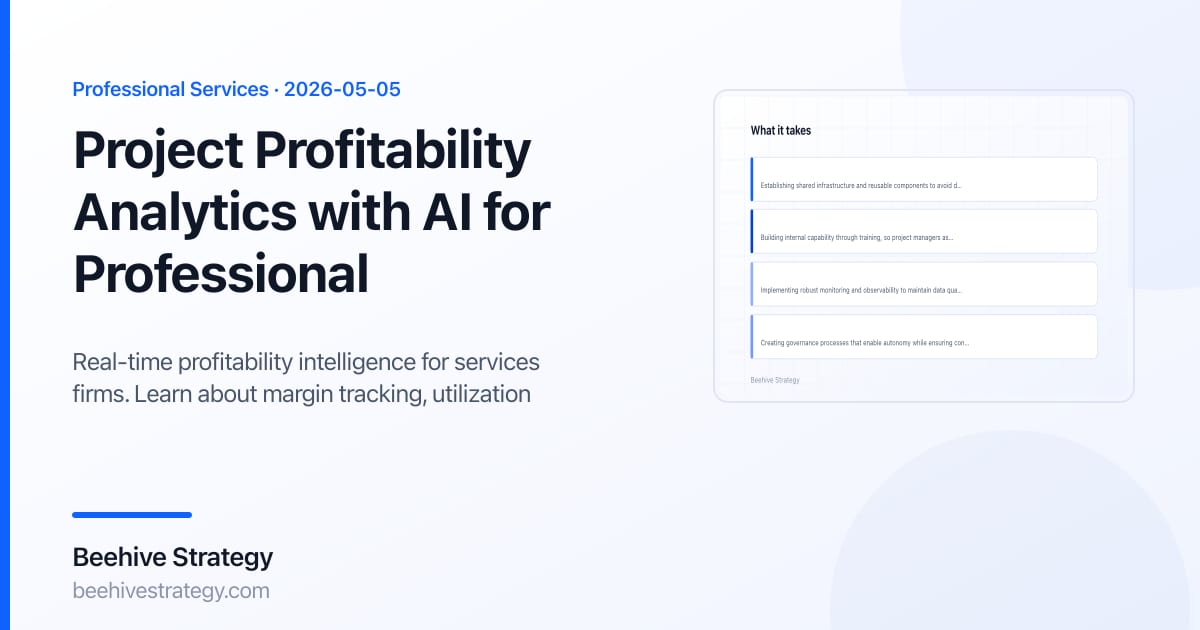 Professional Services · 2026-05-05
Project Profitability
Analytics with AI for
Professional
Real-time profitability intelligence for services
firms. Learn about margin tracking, utilization
Beehive Strategy
beehivestrategy.com
What it takes
Establishing shared infrastructure and reusable components to avoid d...
Building internal capability through training, so project managers as...
Implementing robust monitoring and observability to maintain data qua...
Creating governance processes that enable autonomy while ensuring con...
Beehive Strategy